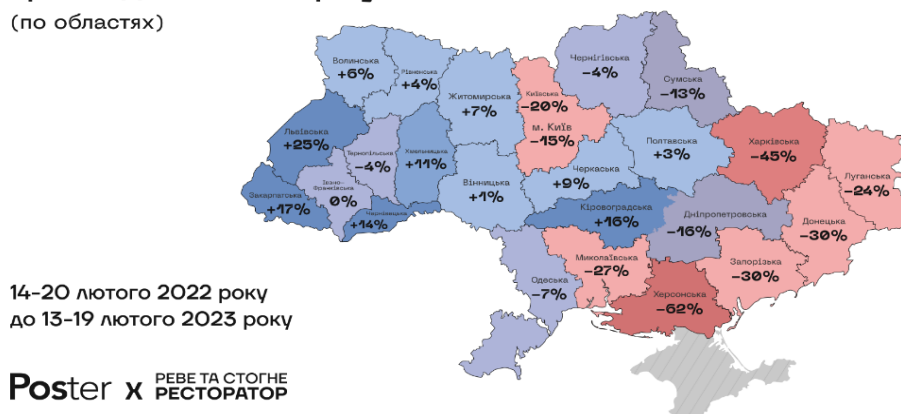 (по областях)
Волинська
+6%
Рівненська
+4%
Житомирська
+7%
Київська
-20%
м. Київ
-15%
Чернігівська
-4%
Сумська
-13%
Львівська
+25%
Тернопільська
-4%
Хмельницька
+11%
Івано-
Франківська
0%
Закарпатська
+17%
Чернівецька
+14%
Вінницька
+1%
Черкаська
+9%
Полтавська
+3%
Харківська
-45%
Луганська
-24%
Кіровоградська
+16%
Дніпропетровська
-16%
Донецька
-30%
Одеська
-7%
Миколаївська
-27%
Херсонська
-62%
Запорізька
-30%
14-20 лютого 2022 року
до 13-19 лютого 2023 року
Poster x РЕВЕ ТА СТОГНЕ
РЕСТОРАТОР